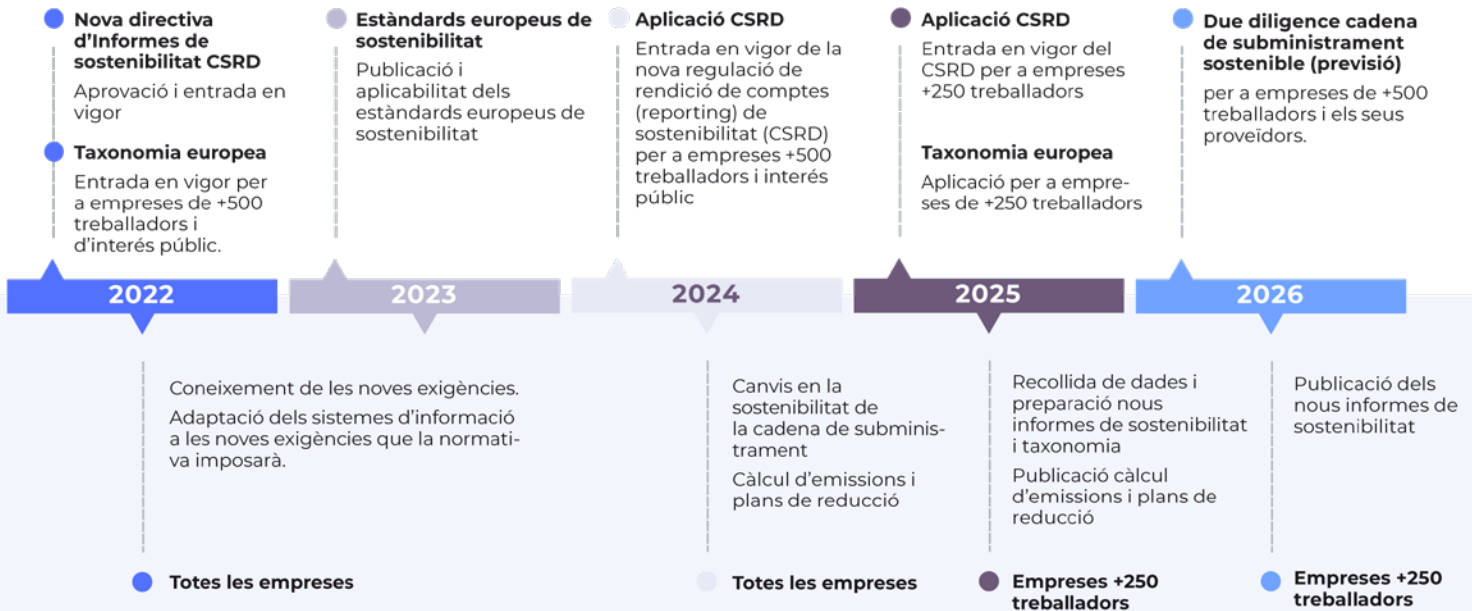 Nova directiva
d'Informes de
sostenibilitat CSRD
Aprovació i entrada en
vigor
Taxonomia europea
Entrada en vigor per
a empreses de +500
treballadors i
d'interés públic.
Estàndards europeus de
sostenibilitat
Publicació i
aplicabilitat dels
estàndards europeus de
sostenibilitat
Aplicació CSRD
Entrada en vigor de la
nova regulació de
rendició de comptes
(reporting) de
sostenibilitat (CSRD)
per a empreses +500
treballadors i interés
públic
Aplicació CSRD
Entrada en vigor del
CSRD per a empreses
+250 treballadors
Taxonomia europea
Aplicació per a empre-
ses de +250 treballadors
Due diligence cadena
de subministrament
sostenible (previsió)
per a empreses de +500
treballadors i els seus
proveïdors.
2022
2023
2024
2025
2026
Coneixement de les noves exigències.
Adaptació dels sistemes d'informació
a les noves exigències que la normati-
va imposarà.
Totes les empreses
Canvis en la
sostenibilitat de
la cadena de subminis-
trament
Càlcul d'emissions i
plans de reducció
Totes les empreses
Recollida de dades i
preparació nous
informes de sostenibilitat
i taxonomia
Publicació càlcul
d'emissions i plans de
reducció
Empreses +250
treballadors
Publicació dels
nous informes de
sostenibilitat
Empreses +250
treballadors